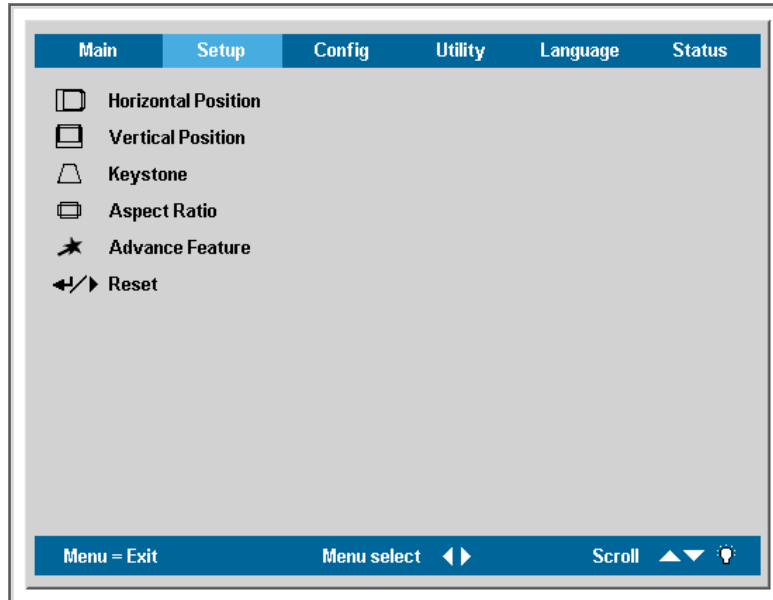 Main Setup Config Utility Language Status
Horizontal Position
Vertical Position
Keystone
Aspect Ratio
Advance Feature
Reset
Menu = Exit Menu select Scroll